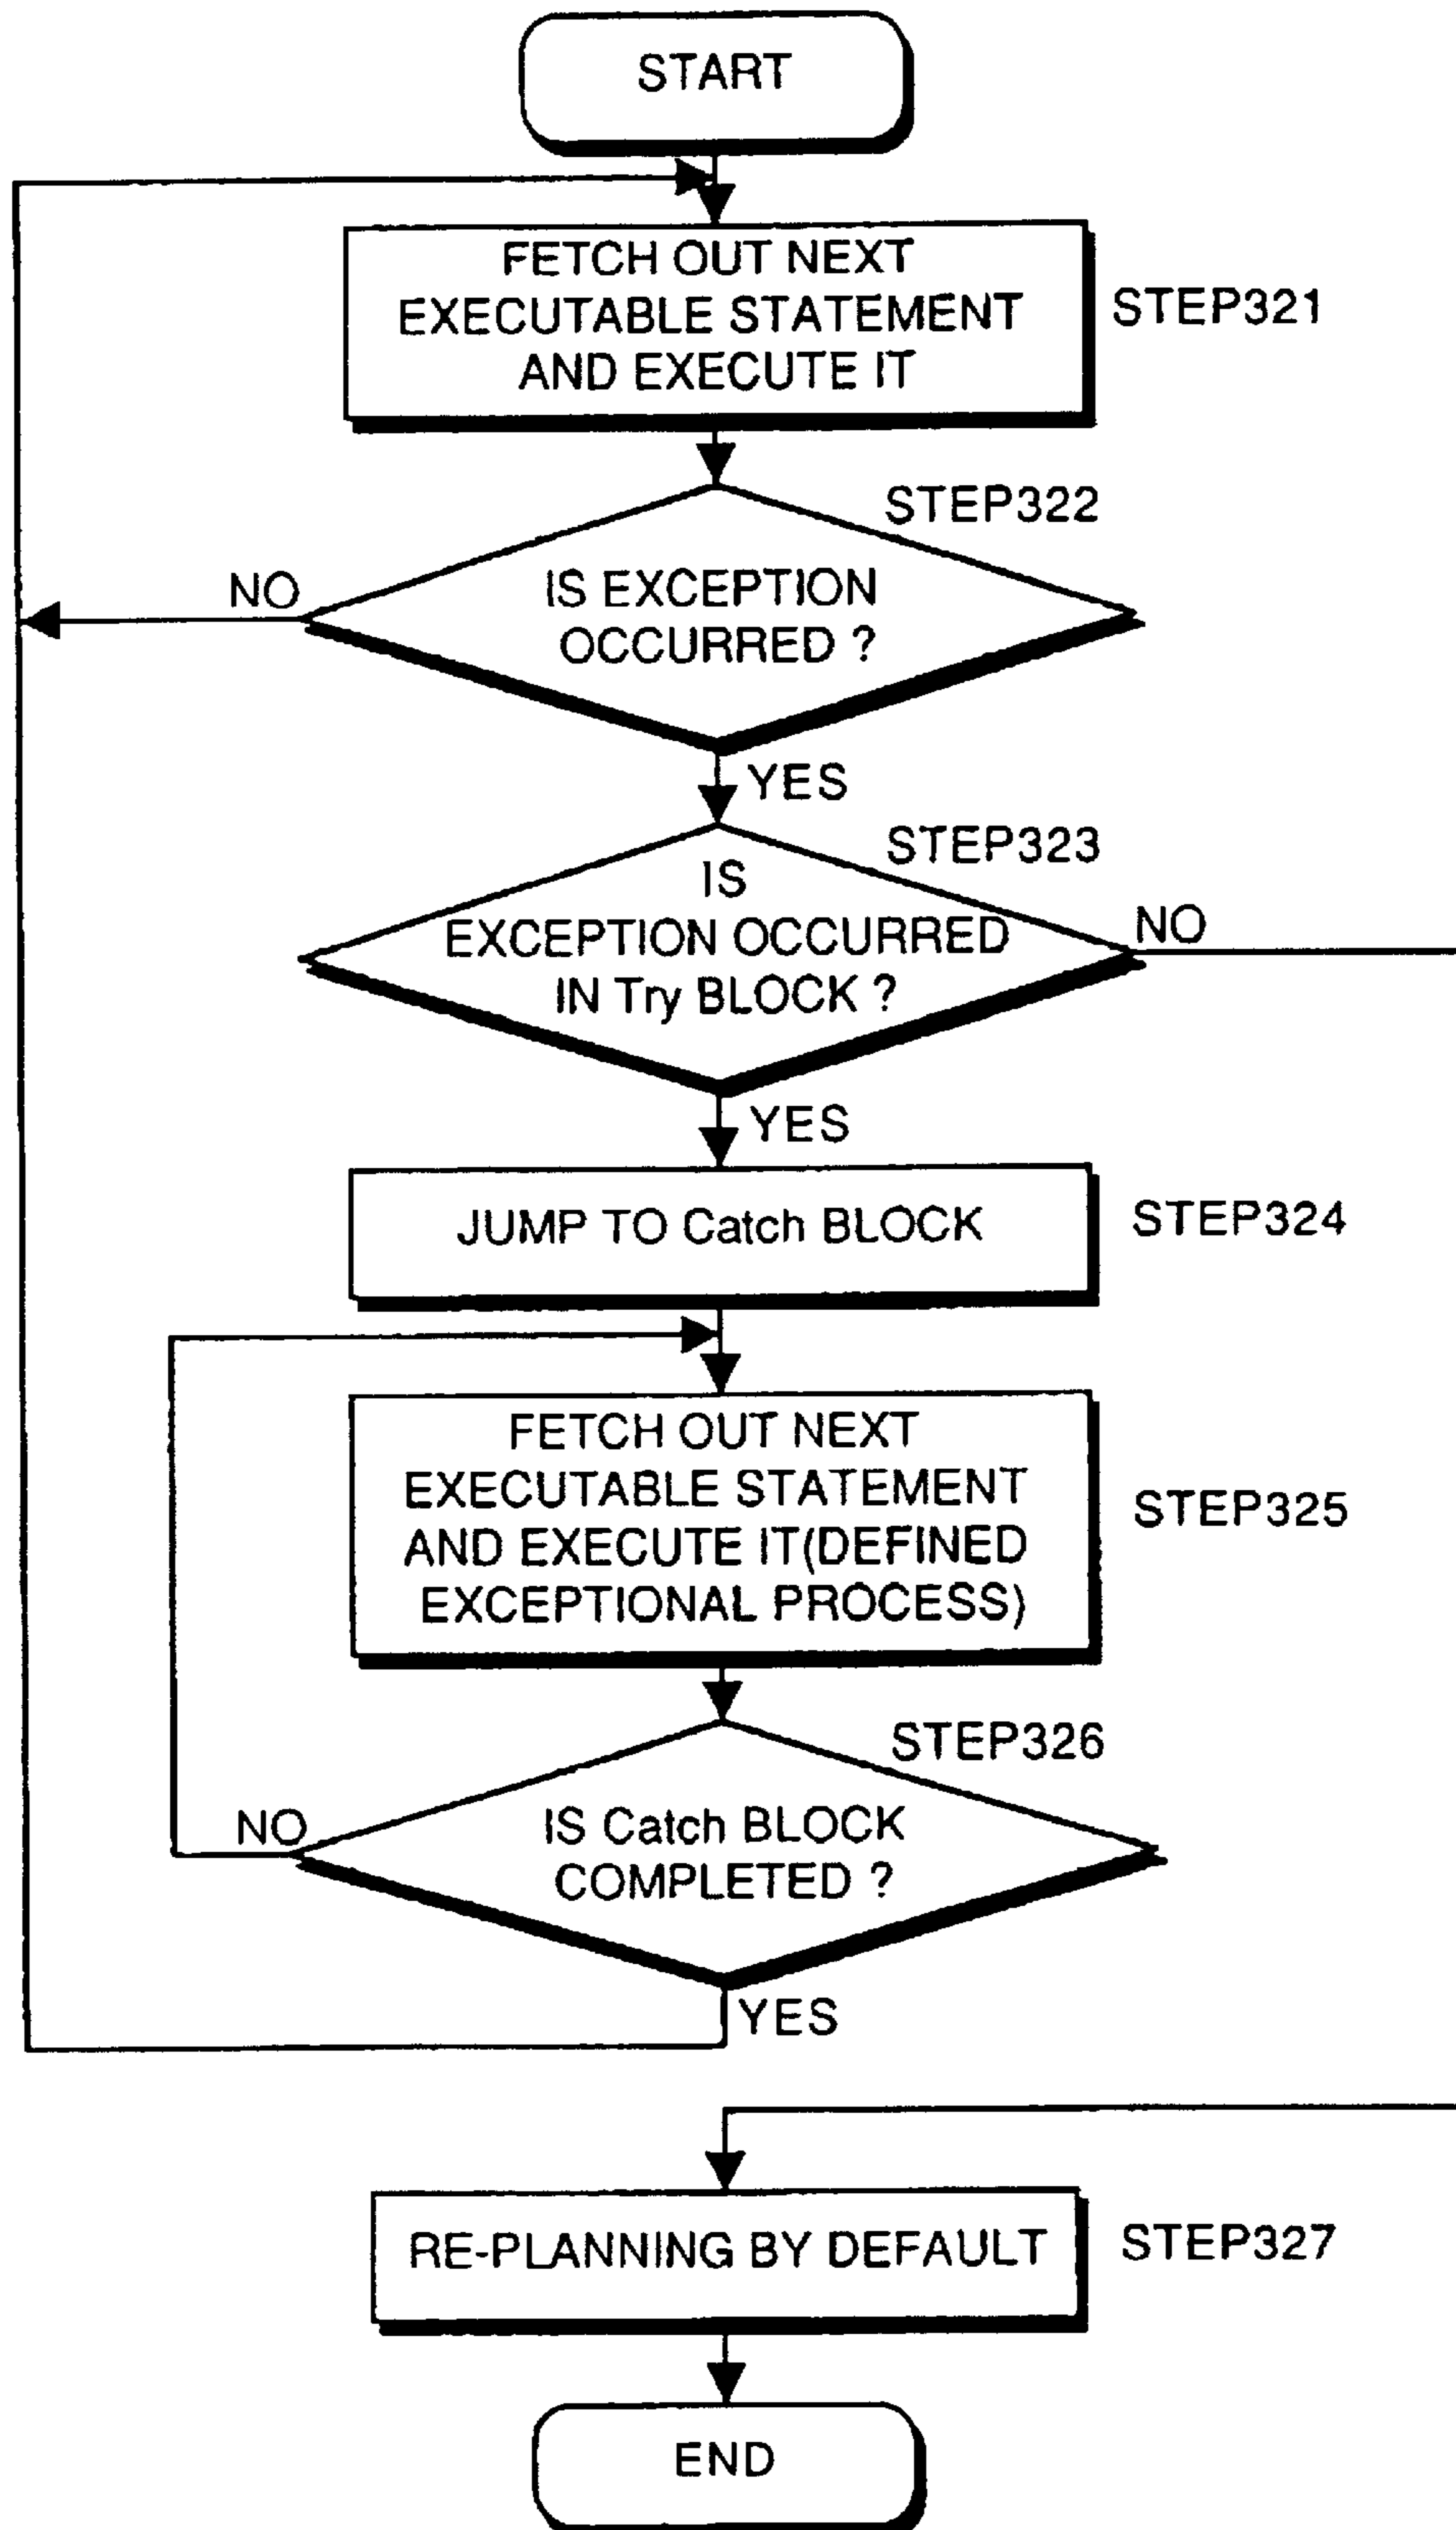 START
FETCH OUT NEXT
EXECUTABLE STATEMENT
AND EXECUTE IT
STEP321
STEP322
NO
IS EXCEPTION
OCCURRED ?
YES
STEP323
IS
EXCEPTION OCCURRED
IN Try BLOCK ?
NO
YES
JUMP TO Catch BLOCK
STEP324
FETCH OUT NEXT
EXECUTABLE STATEMENT
AND EXECUTE IT(DEFINED
EXCEPTIONAL PROCESS)
STEP325
STEP326
NO
IS Catch BLOCK
COMPLETED ?
YES
RE-PLANNING BY DEFAULT
STEP327
END